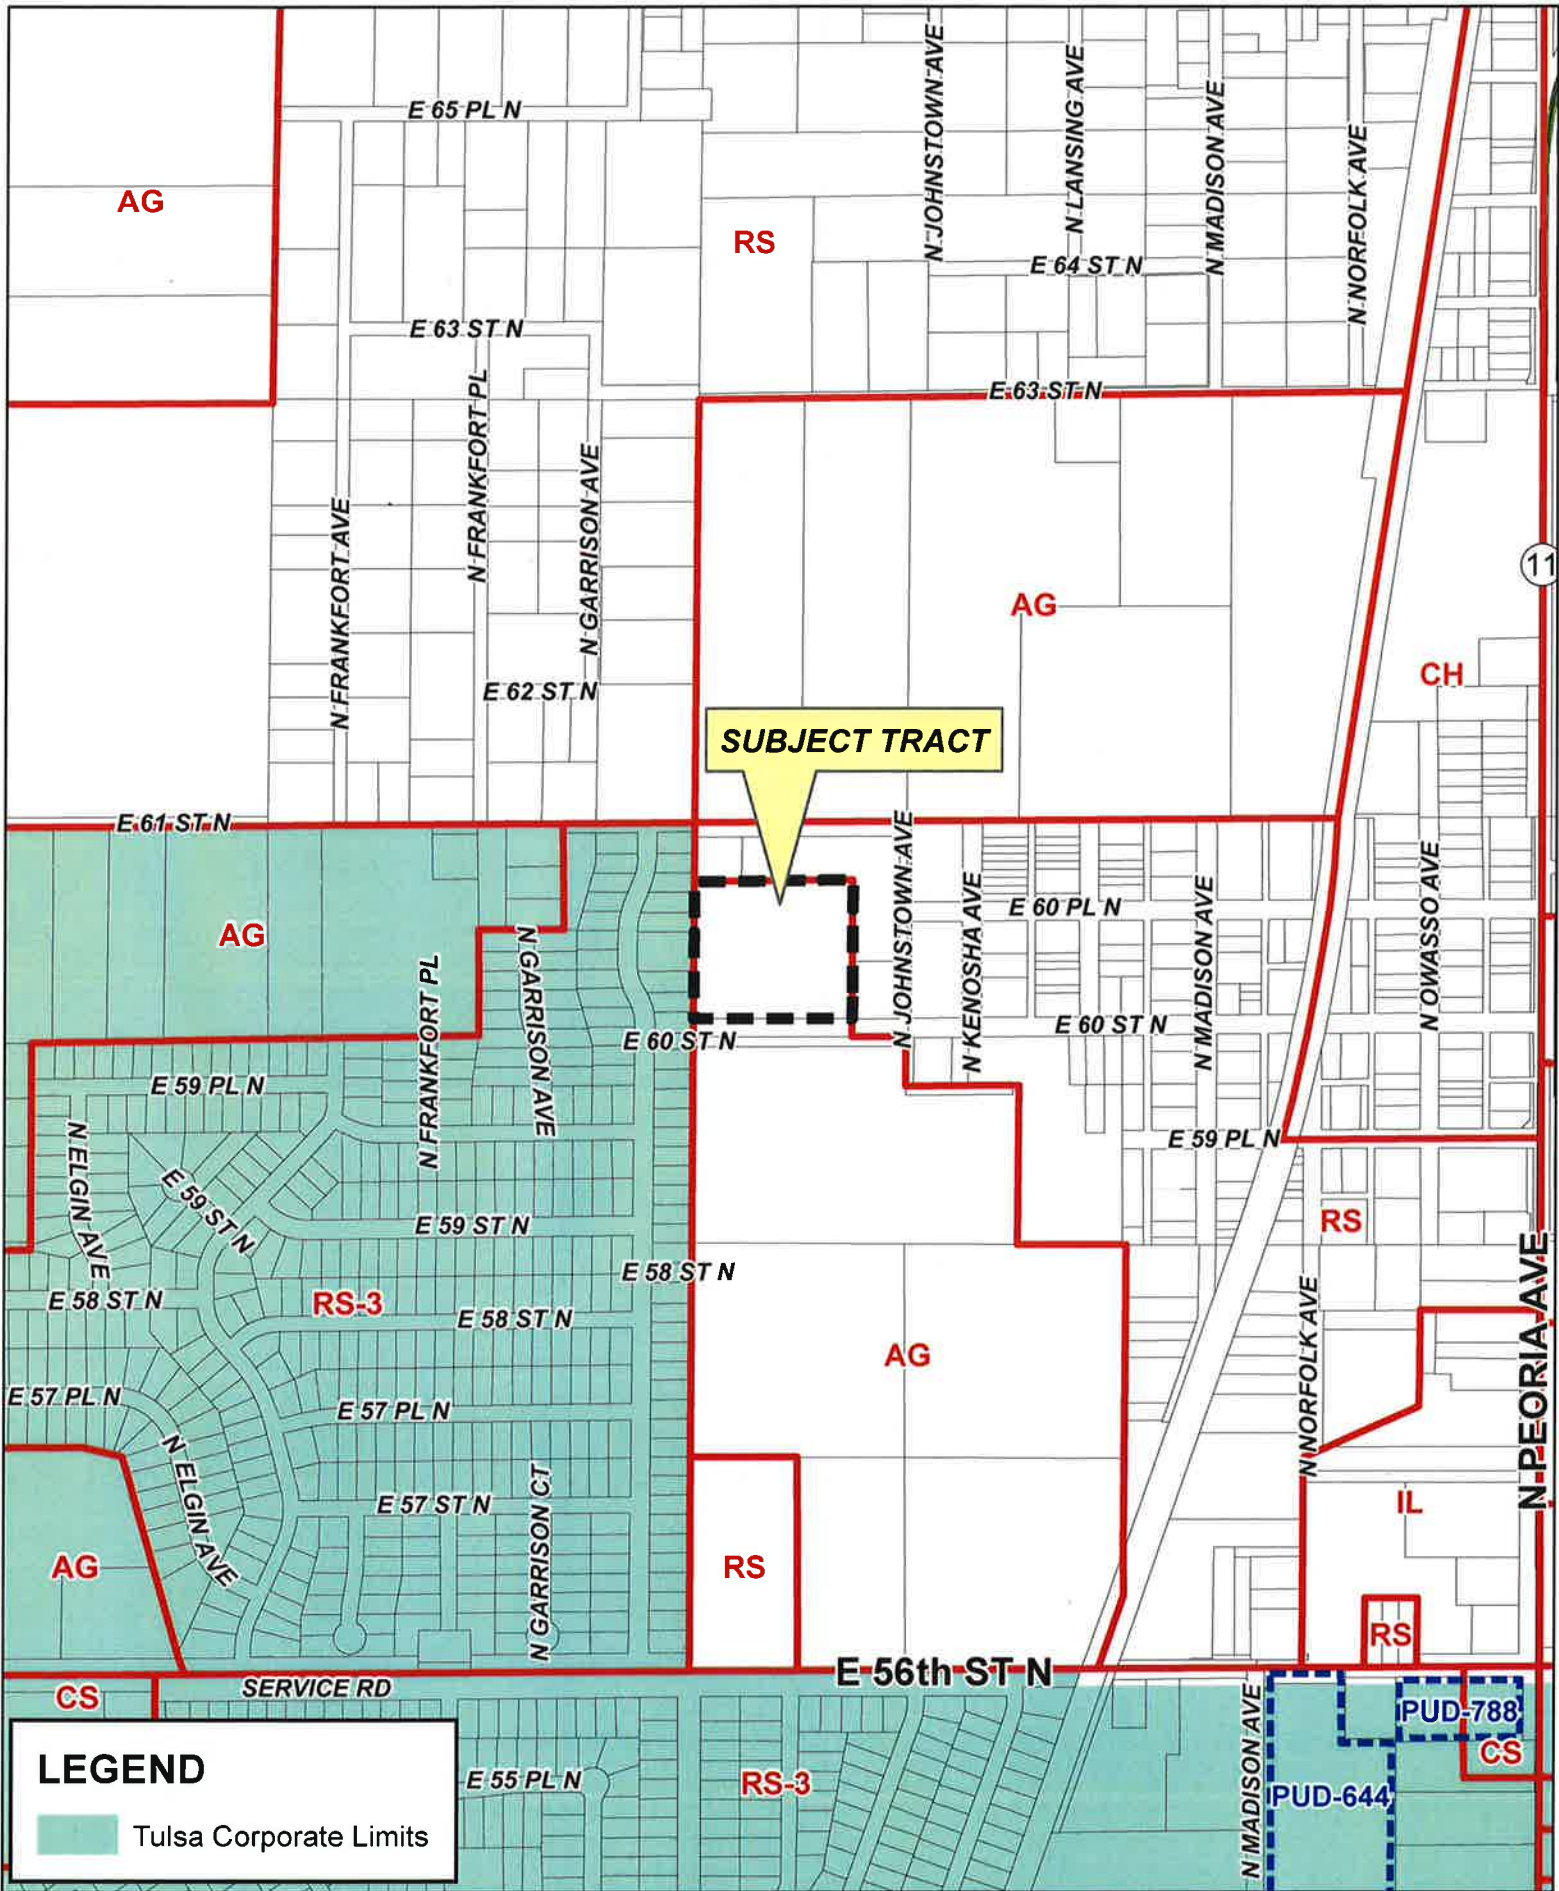 E 65 PL N
N JOHNSTOWN AVE
N LANSING AVE
N MADISON AVE
N NORFOLK AVE
AG
RS
E 64 ST N
E 63 ST N
E 63 ST N
N FRANKFORT AVE
N FRANKFORT PL
N GARRISON AVE
11
AG
CH
E 62 ST N
SUBJECT TRACT
E 61 ST N
N JOHNSTOWN AVE
N KENOSHA AVE
N MADISON AVE
N OWASSO AVE
E 60 PL N
AG
N FRANKFORT PL
N GARRISON AVE
E 60 ST N
E 60 ST N
E 59 PL N
E 59 PL N
N ELGIN AVE
E 59 ST N
E 59 ST N
RS
E 58 ST N
E 58 ST N
RS-3
E 58 ST N
N NORFOLK AVE
N PEORIA AVE
AG
E 57 PL N
E 57 PL N
N ELGIN AVE
E 57 ST N
N GARRISON CT
IL
AG
RS
RS
E 56th ST N
CS
SERVICE RD
N MADISON AVE
PUD-788
CS
PUD-644
E 55 PL N
RS-3
LEGEND
Tulsa Corporate Limits